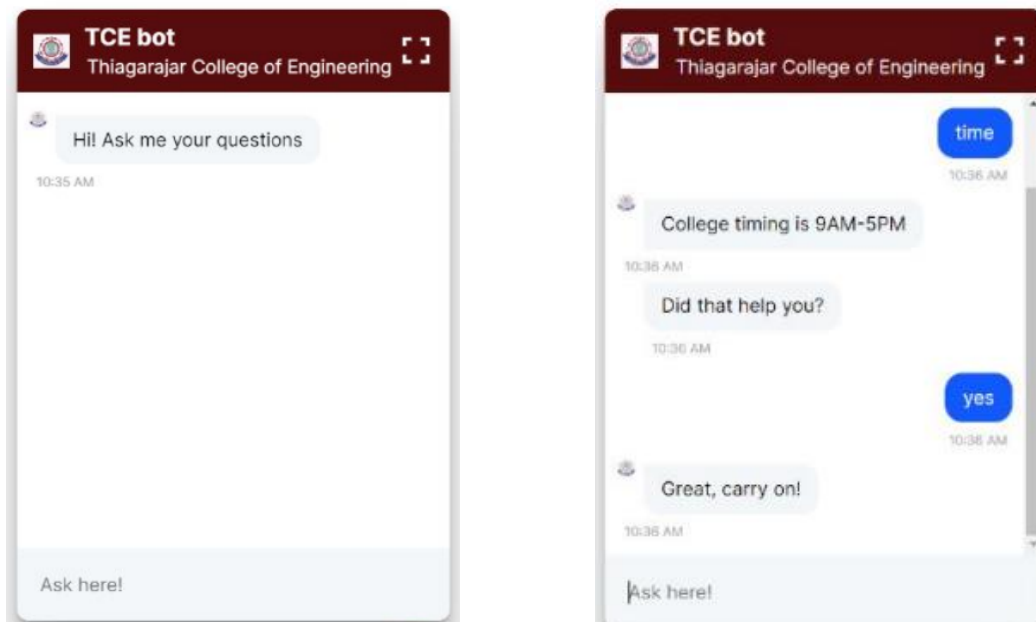 TCE bot
Thiagarajar College of Engineering
Hi! Ask me your questions
10:35 AM
Ask here!
TCE bot
Thiagarajar College of Engineering
time
10:36 AM
College timing is 9AM-5PM
10:36 AM
Did that help you?
10:36 AM
yes
10:36 AM
Great, carry on!
10:36 AM
Ask here!